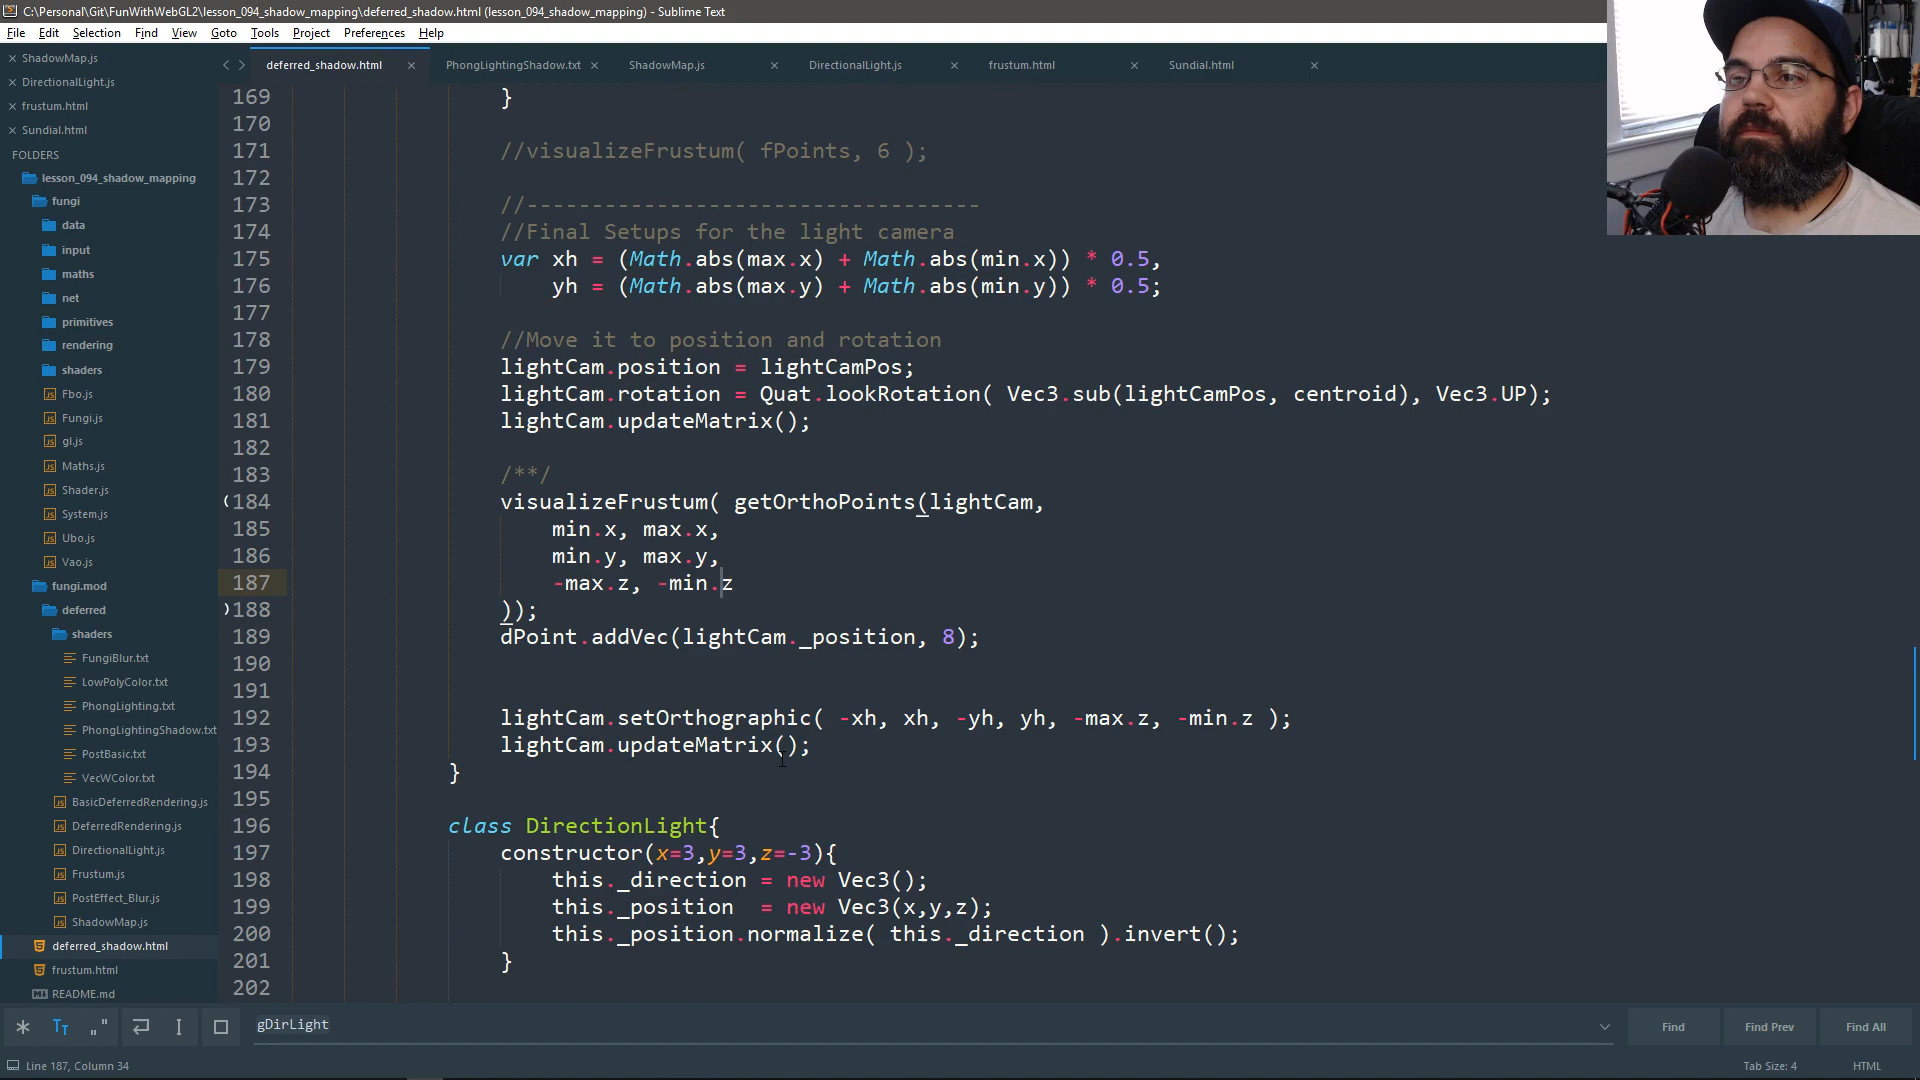 C:\Personal\Git\FunWithWebGL2\lesson_094_shadow_mapping\deferred_shadow.html (lesson_094_shadow_mapping) - Sublime Text
File Edit Selection Find View Goto Tools Project Preferences Help
ShadowMap.js
DirectionalLight.js
frustum.html
Sundial.html
FOLDERS
lesson_094_shadow_mapping
fungi
data
input
maths
net
primitives
rendering
shaders
Fbo.js
Fungi.js
gl.js
Maths.js
Shader.js
System.js
Ubo.js
Vao.js
fungi.mod
deferred
shaders
FungiBlur.txt
LowPolyColor.txt
PhongLighting.txt
PhongLightingShadow.txt
PostBasic.txt
VecWColor.txt
BasicDeferredRendering.js
DeferredRendering.js
DirectionalLight.js
Frustum.js
PostEffect_Blur.js
ShadowMap.js
deferred_shadow.html
frustum.html
README.md
deferred_shadow.html PhongLightingShadow.txt ShadowMap.js DirectionalLight.js frustum.html Sundial.html
169 }
170
171 //visualizeFrustum( fPoints, 6 );
172
173 //-----------------------------------
174 //Final Setups for the light camera
175 var xh = (Math.abs(max.x) + Math.abs(min.x)) * 0.5,
176 yh = (Math.abs(max.y) + Math.abs(min.y)) * 0.5;
177
178 //Move it to position and rotation
179 lightCam.position = lightCamPos;
180 lightCam.rotation = Quat.lookRotation( Vec3.sub(lightCamPos, centroid), Vec3.UP);
181 lightCam.updateMatrix();
182
183 /**/
184 visualizeFrustum( getOrthoPoints(lightCam,
185 min.x, max.x,
186 min.y, max.y,
187 -max.z, -min.z
188 ));
189 dPoint.addVec(lightCam._position, 8);
190
191
192 lightCam.setOrthographic( -xh, xh, -yh, yh, -max.z, -min.z );
193 lightCam.updateMatrix();
194 }
195
196 class DirectionLight{
197 constructor(x=3,y=3,z=-3){
198 this._direction = new Vec3();
199 this._position = new Vec3(x,y,z);
200 this._position.normalize( this._direction ).invert();
201 }
202
gDirLight
Find Find Prev Find All
Line 187, Column 34
Tab Size: 4 HTML